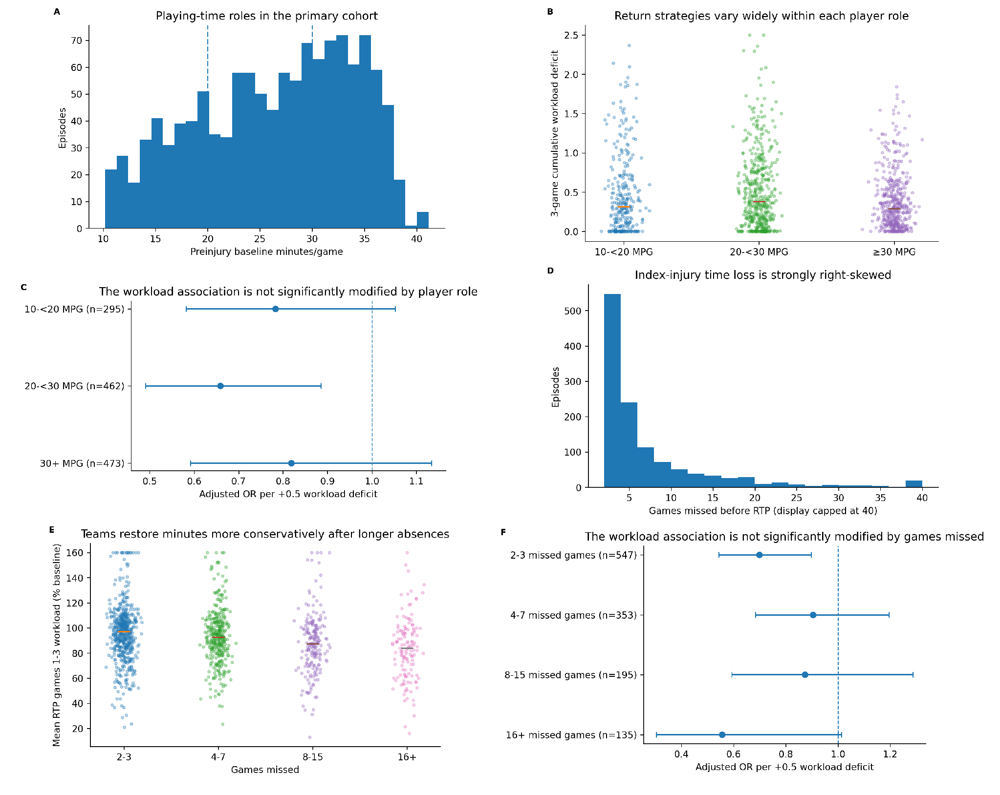 A
Playing-time roles in the primary cohort
Episodes
70
60
50
40
30
20
10
0
10 15 20 25 30 35 40
Preinjury baseline minutes/game
B
Return strategies vary widely within each player role
3-game cumulative workload deficit
2.5
2.0
1.5
1.0
0.5
0.0
10-<20 MPG 20-<30 MPG ≥30 MPG
C
The workload association is not significantly modified by player role
10-<20 MPG (n=295)
20-<30 MPG (n=462)
30+ MPG (n=473)
0.5 0.6 0.7 0.8 0.9 1.0 1.1
Adjusted OR per +0.5 workload deficit
D
Index-injury time loss is strongly right-skewed
Episodes
500
400
300
200
100
0
5 10 15 20 25 30 35 40
Games missed before RTP (display capped at 40)
E
Teams restore minutes more conservatively after longer absences
Mean RTP games 1-3 workload (% baseline)
160
140
120
100
80
60
40
20
2-3 4-7 8-15 16+
Games missed
F
The workload association is not significantly modified by games missed
2-3 missed games (n=547)
4-7 missed games (n=353)
8-15 missed games (n=195)
16+ missed games (n=135)
0.4 0.6 0.8 1.0 1.2
Adjusted OR per +0.5 workload deficit